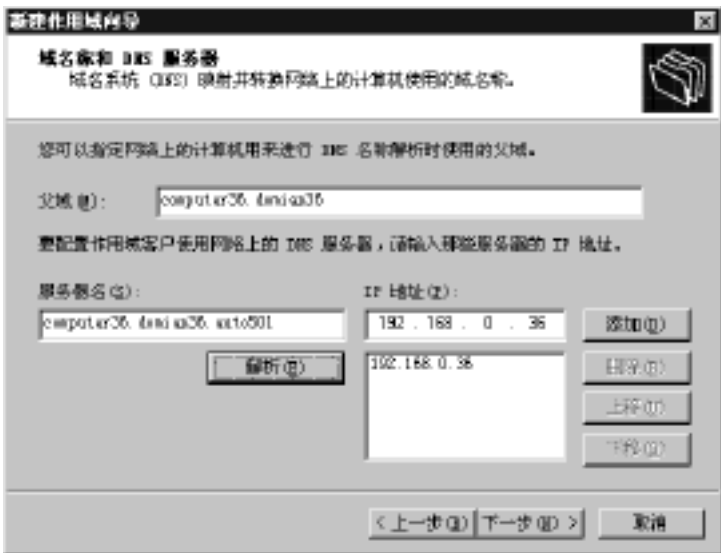 新建作用域向导
域名称和 DNS 服务器
域名系统 (DNS) 映射并转换网络上的计算机使用的域名称。
您可以指定网络上的计算机用来进行 DNS 名称解析时使用的父域。
父域(M):
computer36.domian36
要配置作用域客户使用网络上的 DNS 服务器，请输入那些服务器的 IP 地址。
服务器名(S):
IP 地址(P):
computer36.domian36.auto501
192 . 168 . 0 . 36
添加(D)
解析(E)
192.168.0.36
删除(R)
上移(U)
下移(O)
< 上一步(B)
下一步(N) >
取消